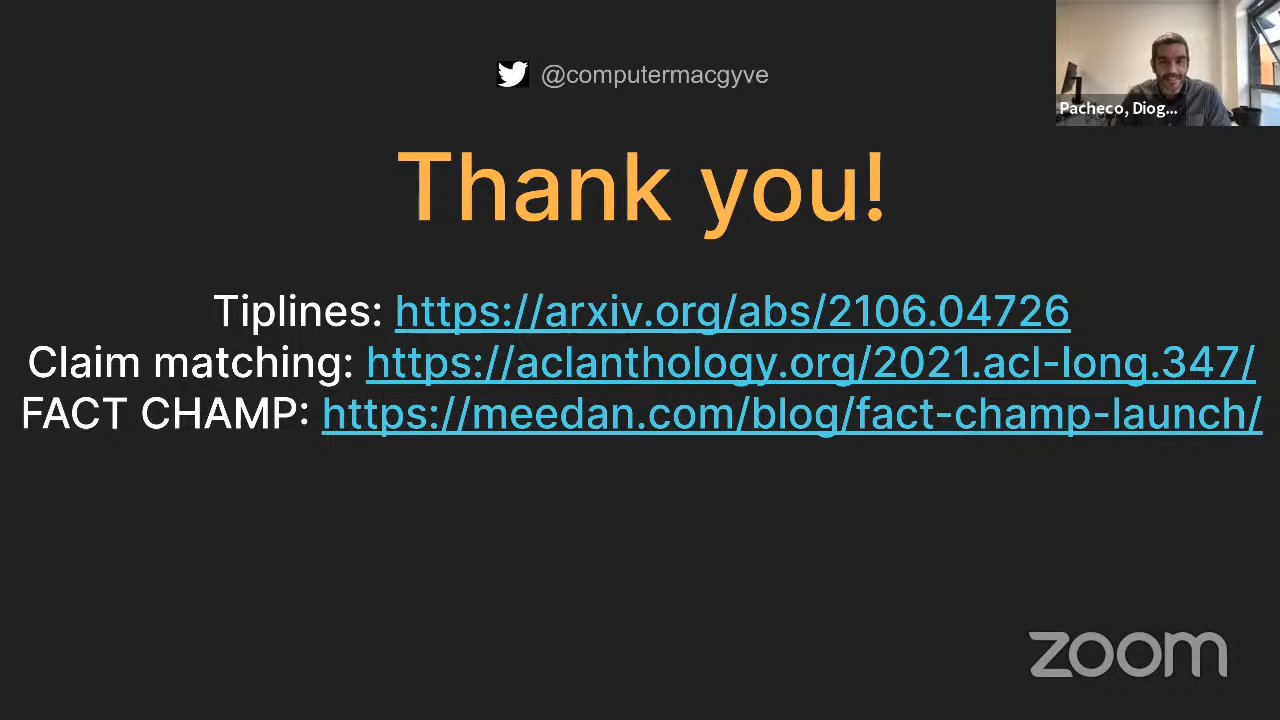 @computermacgyve
Pacheco, Diog...
Thank you!
Tiplines: https://arxiv.org/abs/2106.04726
Claim matching: https://aclanthology.org/2021.acl-long.347/
FACT CHAMP: https://meedan.com/blog/fact-champ-launch/
zoom